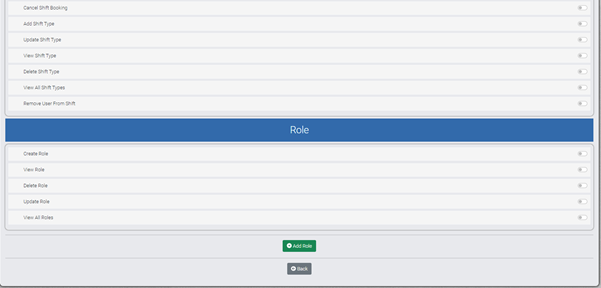 Cancel Shift Booking
Add Shift Type
Update Shift Type
View Shift Type
Delete Shift Type
View All Shift Types
Remove User From Shift
Role
Create Role
View Role
Delete Role
Update Role
View All Roles
Add Role
Back